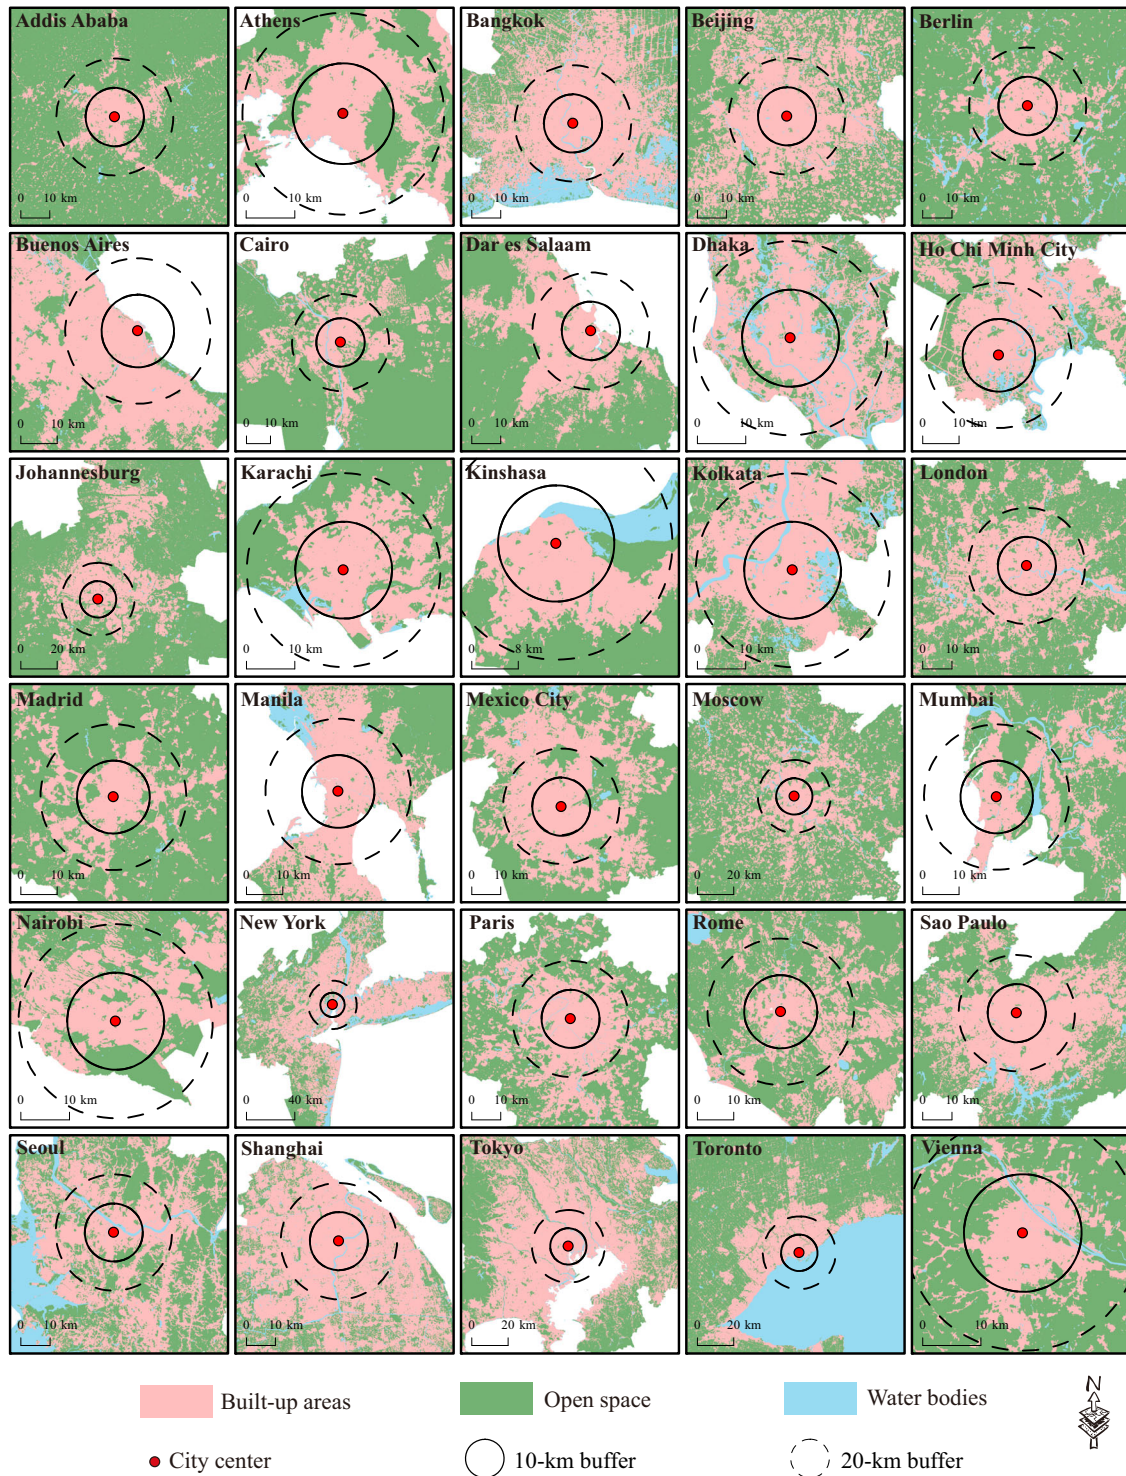 Addis Ababa
0 10 km
Athens
0 10 km
Bangkok
0 10 km
Beijing
0 10 km
Berlin
0 10 km
Buenos Aires
0 10 km
Cairo
0 10 km
Dar es Salaam
0 10 km
Dhaka
0 10 km
Ho Chi Minh City
0 10 km
Johannesburg
0 20 km
Karachi
0 10 km
Kinshasa
0 8 km
Kolkata
0 10 km
London
0 10 km
Madrid
0 10 km
Manila
0 10 km
Mexico City
0 10 km
Moscow
0 20 km
Mumbai
0 10 km
Nairobi
0 10 km
New York
0 40 km
Paris
0 10 km
Rome
0 10 km
Sao Paulo
0 10 km
Seoul
0 10 km
Shanghai
0 10 km
Tokyo
0 20 km
Toronto
0 20 km
Vienna
0 10 km
Built-up areas
Open space
Water bodies
N
City center
10-km buffer
20-km buffer